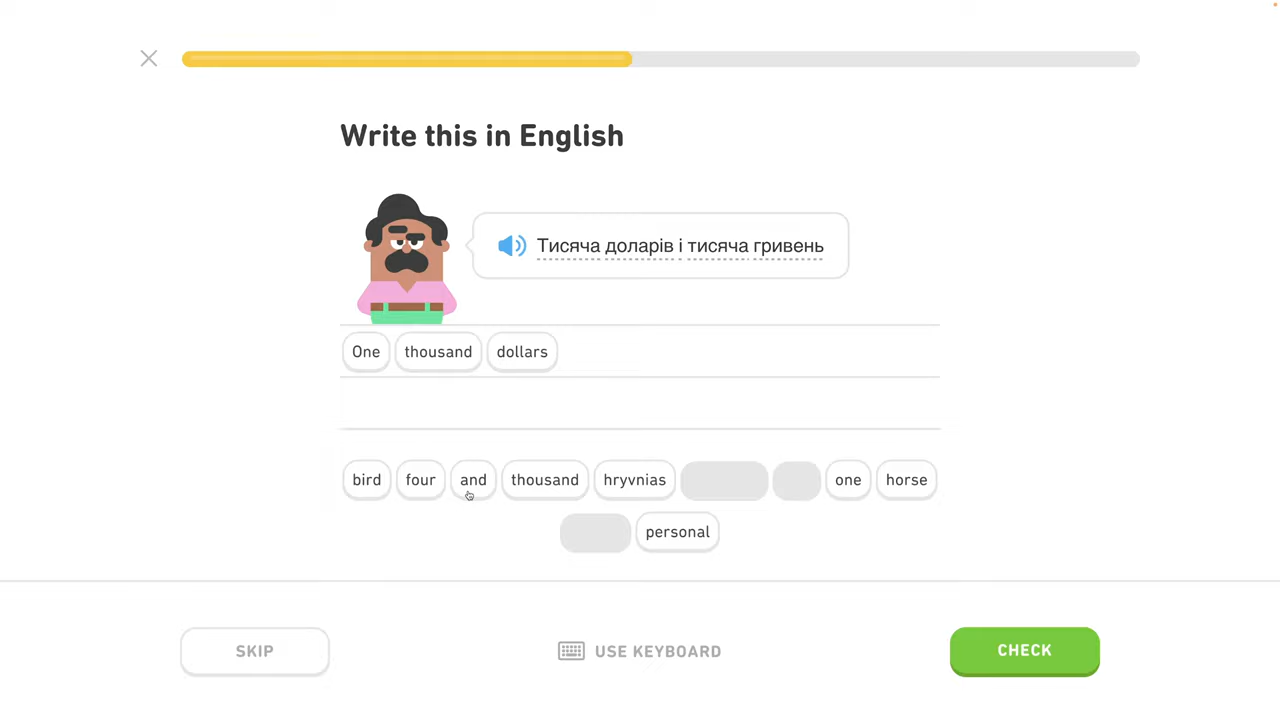 Write this in English
Тисяча доларів і тисяча гривень
One thousand dollars
bird four and thousand hryvnias one horse
personal
SKIP USE KEYBOARD CHECK